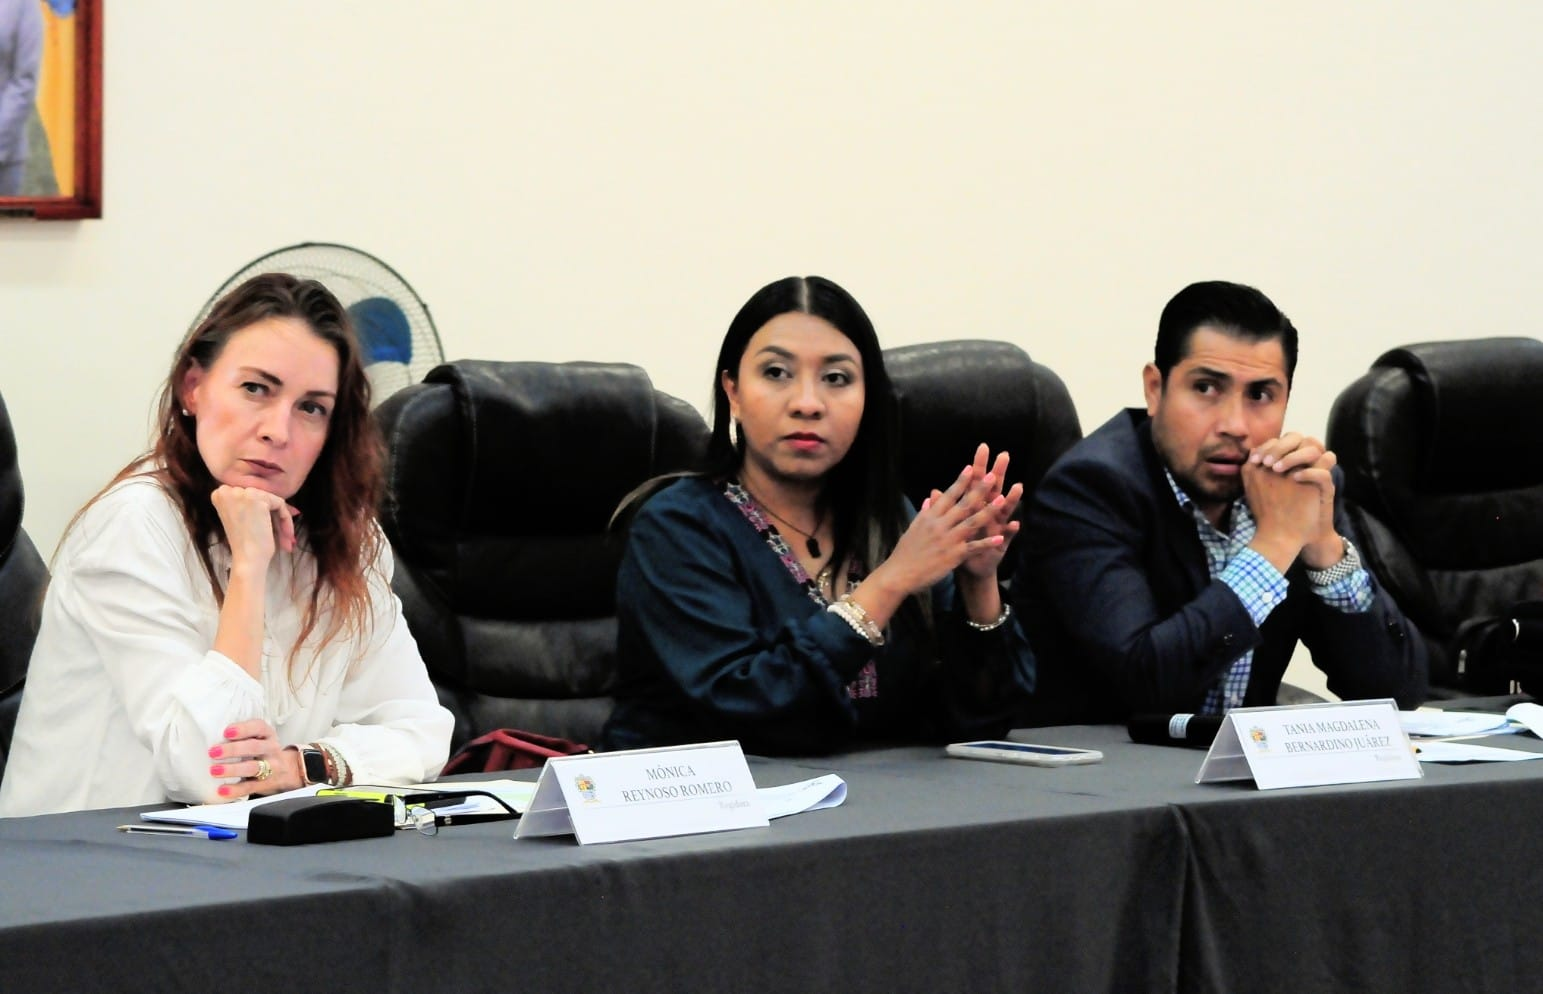 MÓNICA
REYNOSO ROMERO
Regidora
TANIA MAGDALENA
BERNARDINO JUÁREZ
Regidora